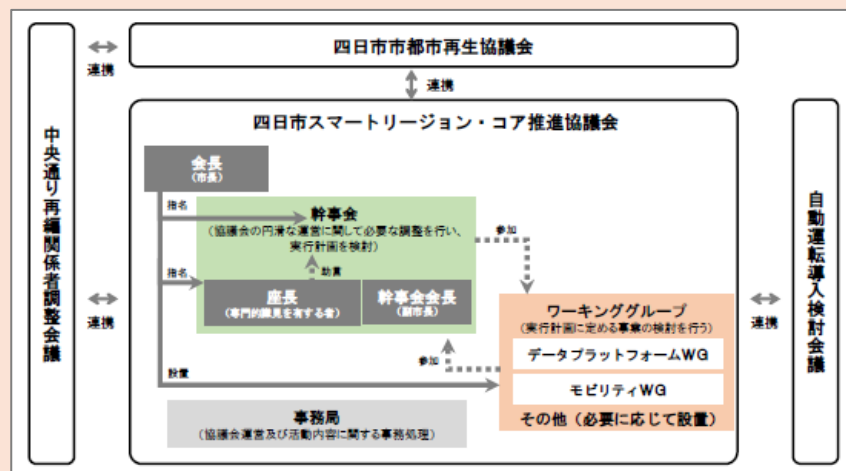 四日市市都市再生協議会
連携
連携
中央通り再編関係者調整会議
四日市スマートリージョン・コア推進協議会
会長
(市長)
指名
幹事会
(協議会の円滑な運営に関して必要な調整を行い、
実行計画を検討)
参加
指名
助言
座長
(専門的識見を有する者)
幹事会会長
(副市長)
連携
ワーキンググループ
(実行計画に定める事業の検討を行う)
データプラットフォームWG
モビリティWG
その他(必要に応じて設置)
参加
設置
事務局
(協議会運営及び活動内容に関する事務処理)
連携
自動運転導入検討会議